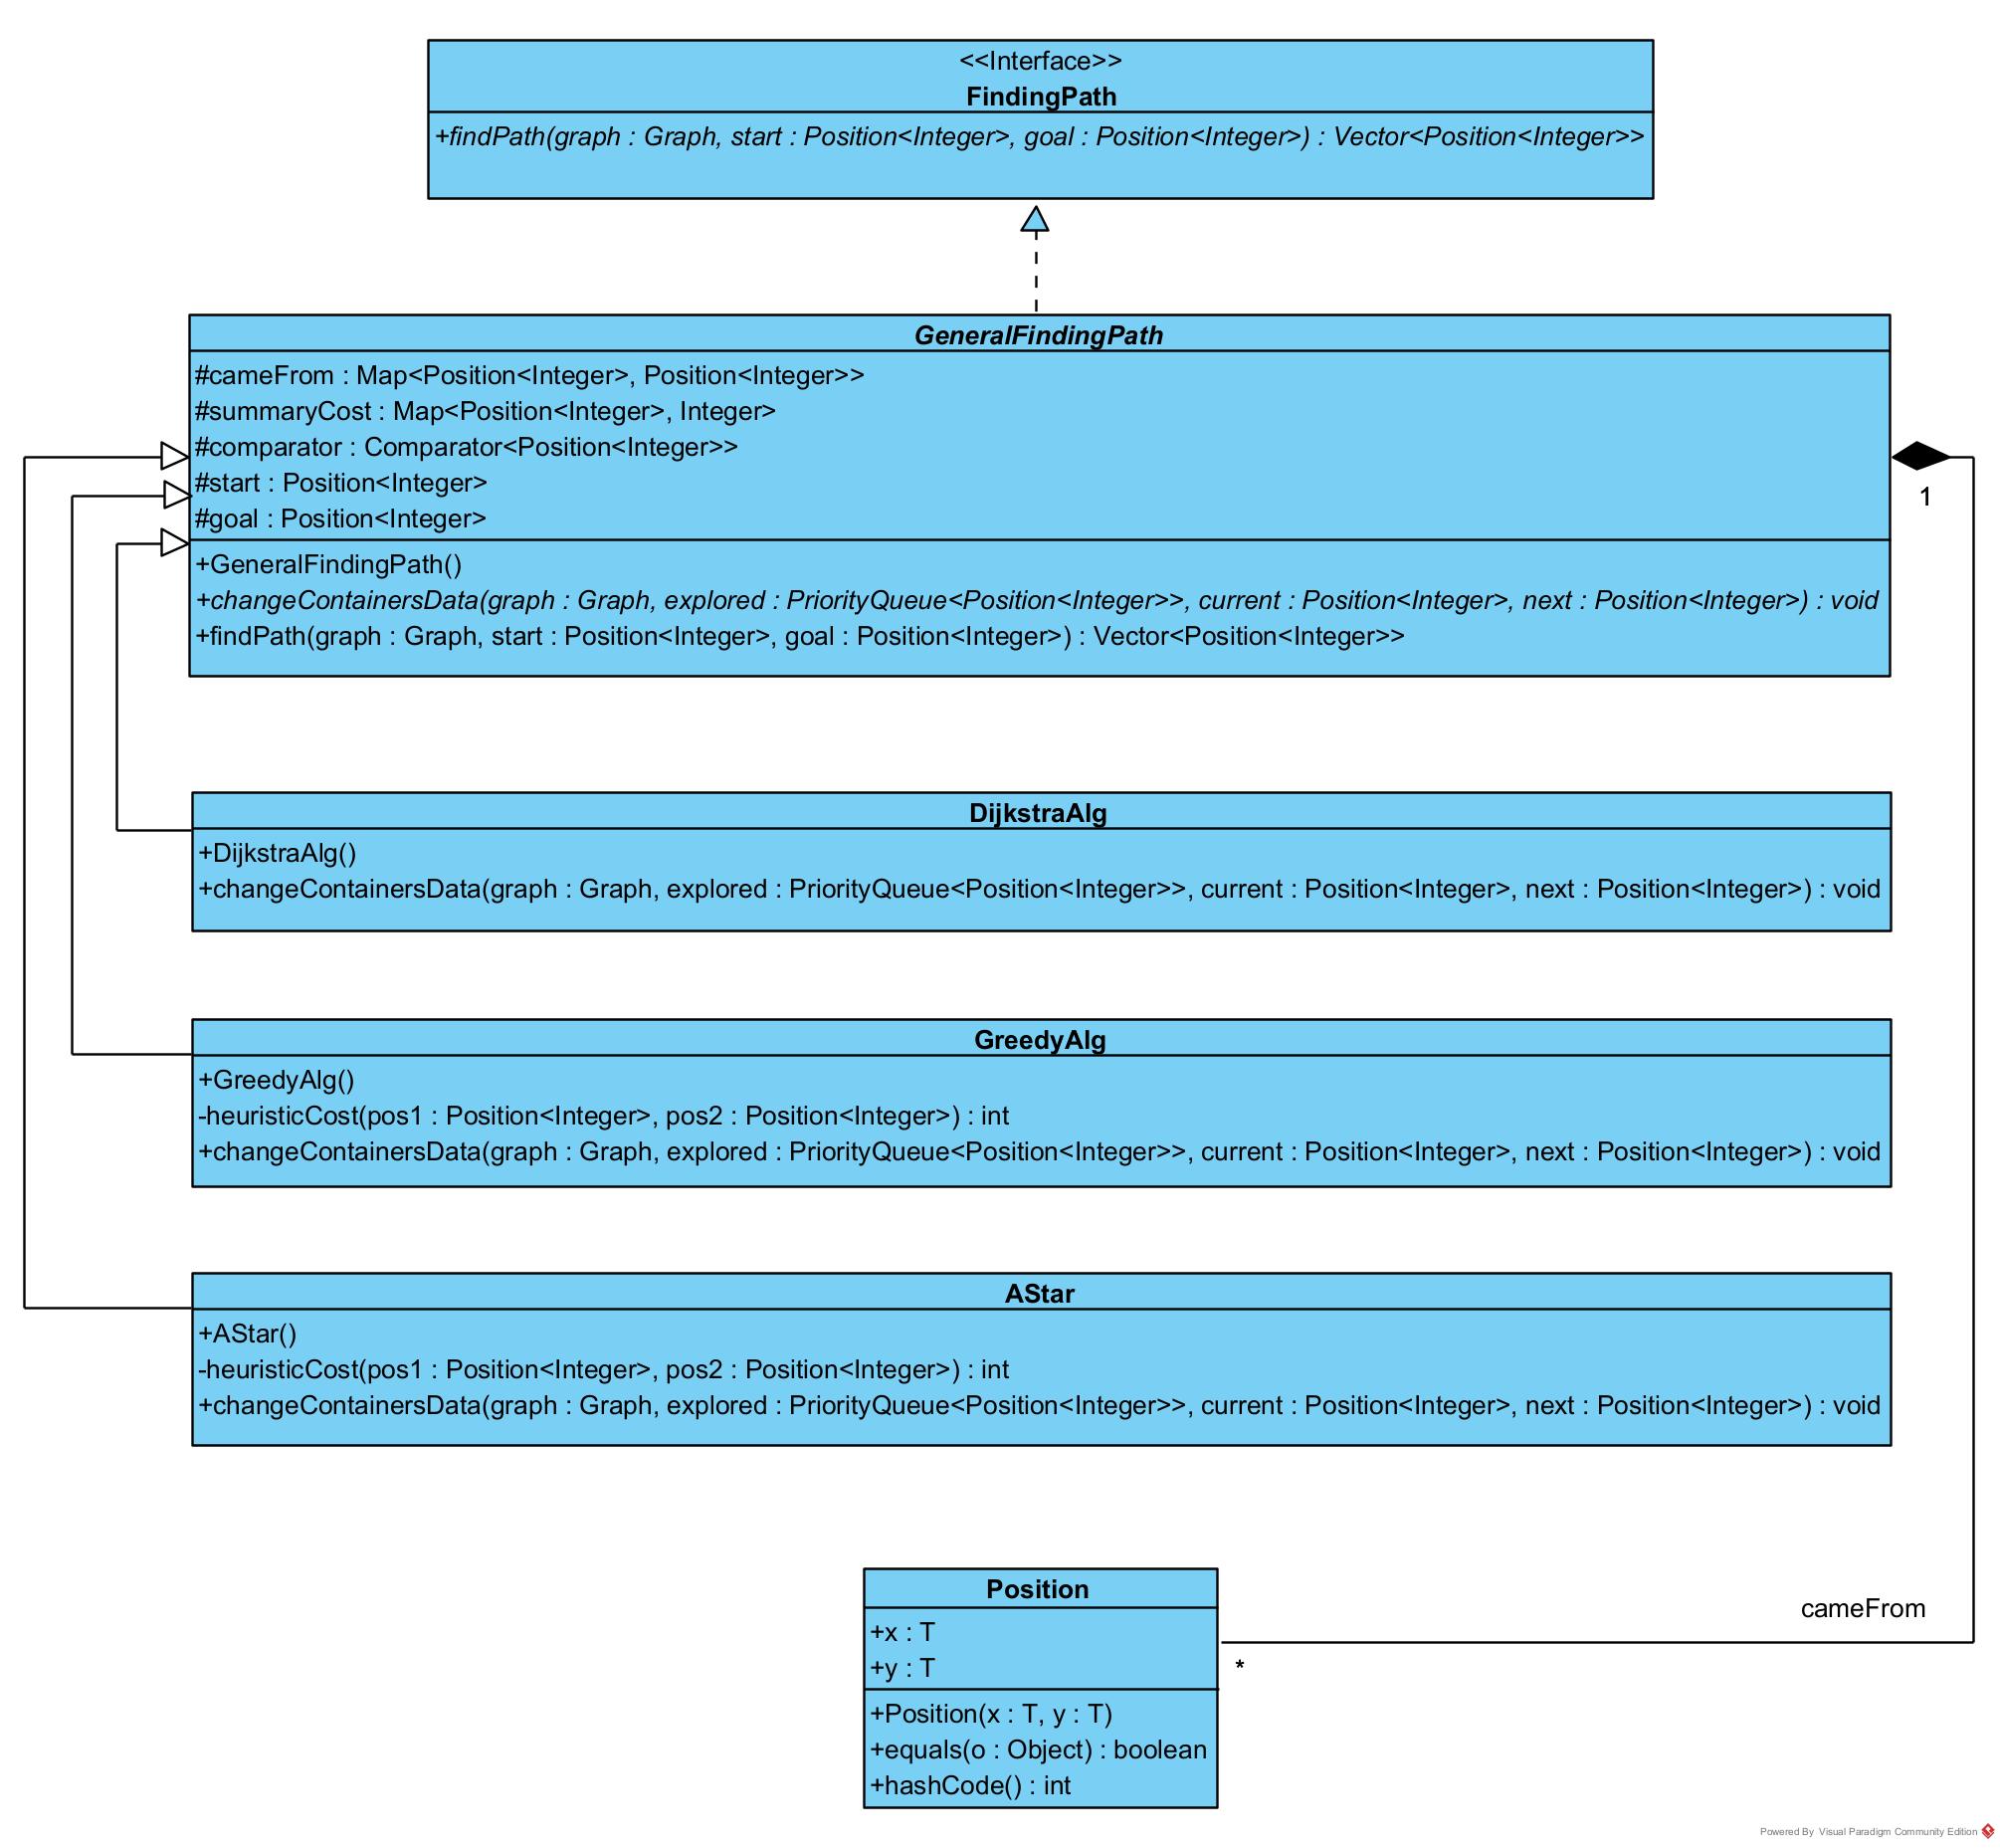 <<Interface>>
FindingPath
+findPath(graph : Graph, start : Position<Integer>, goal : Position<Integer>) : Vector<Position<Integer>>
GeneralFindingPath
#cameFrom : Map<Position<Integer>, Position<Integer>>
#summaryCost : Map<Position<Integer>, Integer>
#comparator : Comparator<Position<Integer>>
#start : Position<Integer>
#goal : Position<Integer>
1
+GeneralFindingPath()
+changeContainersData(graph : Graph, explored : PriorityQueue<Position<Integer>>, current : Position<Integer>, next : Position<Integer>) : void
+findPath(graph : Graph, start : Position<Integer>, goal : Position<Integer>) : Vector<Position<Integer>>
DijkstraAlg
+DijkstraAlg()
+changeContainersData(graph : Graph, explored : PriorityQueue<Position<Integer>>, current : Position<Integer>, next : Position<Integer>) : void
GreedyAlg
+GreedyAlg()
-heuristicCost(pos1 : Position<Integer>, pos2 : Position<Integer>) : int
+changeContainersData(graph : Graph, explored : PriorityQueue<Position<Integer>>, current : Position<Integer>, next : Position<Integer>) : void
AStar
+AStar()
-heuristicCost(pos1 : Position<Integer>, pos2 : Position<Integer>) : int
+changeContainersData(graph : Graph, explored : PriorityQueue<Position<Integer>>, current : Position<Integer>, next : Position<Integer>) : void
Position
+x : T
+y : T
cameFrom
*
+Position(x : T, y : T)
+equals(o : Object) : boolean
+hashCode() : int
Powered By Visual Paradigm Community Edition